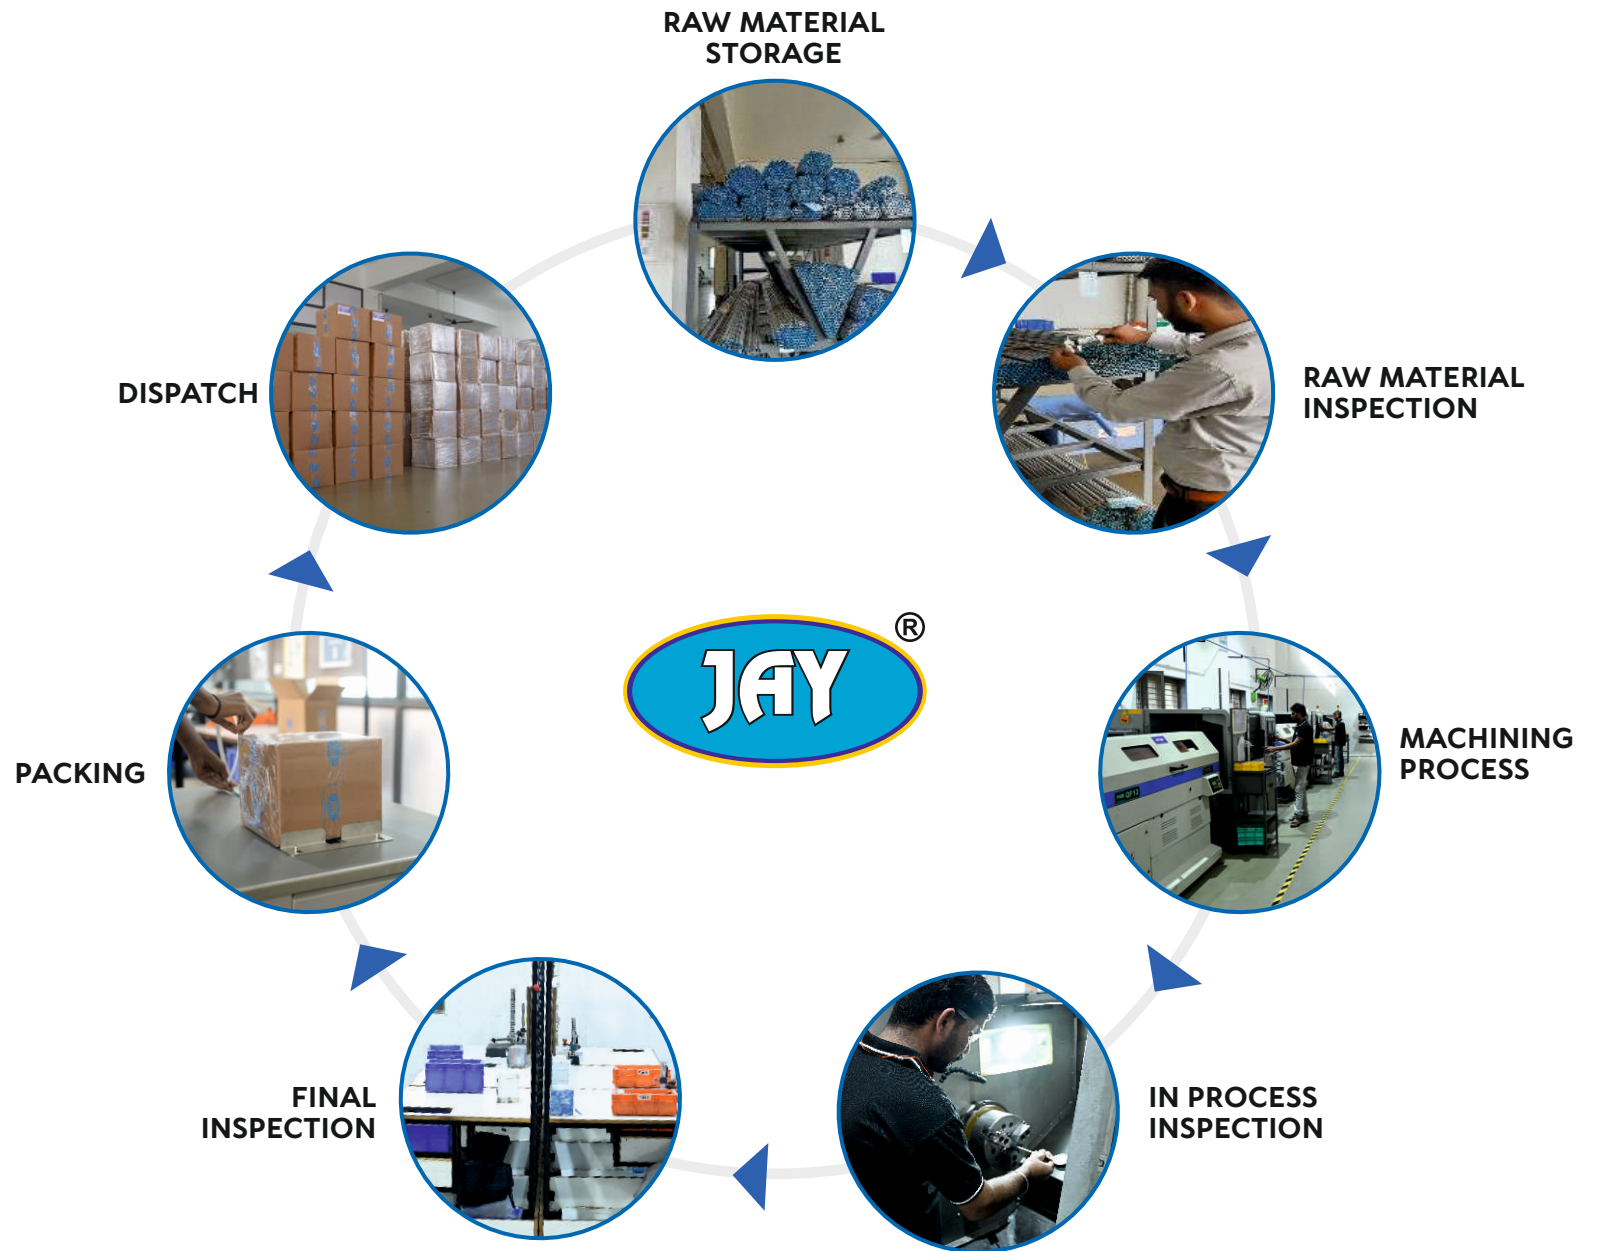 RAW MATERIAL
STORAGE
RAW MATERIAL
INSPECTION
MACHINING
PROCESS
IN PROCESS
INSPECTION
FINAL
INSPECTION
PACKING
DISPATCH
JAY ®